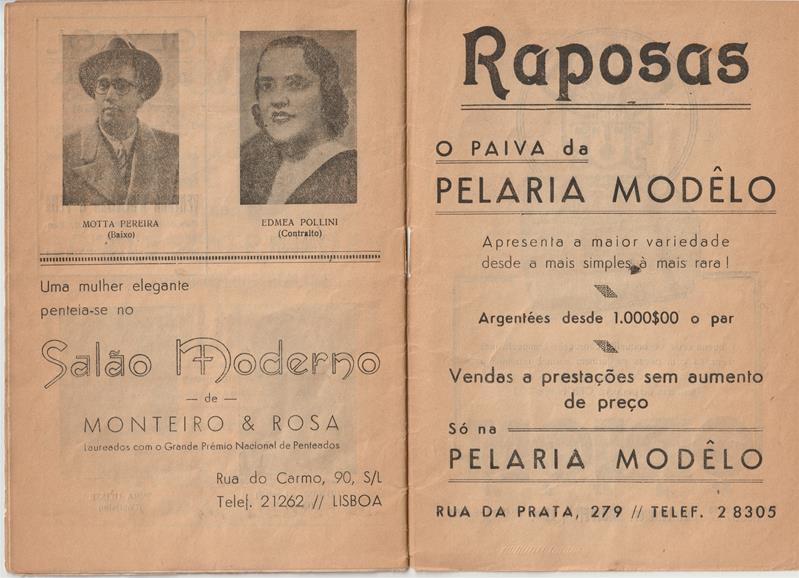 MOTTA PEREIRA
(Baixo)
EDMEA POLLINI
(Contralto)
Uma mulher elegante
penteia-se no
Salão Moderno
— de —
MONTEIRO & ROSA
Laureados com o Grande Prémio Nacional de Penteados
Rua do Carmo, 90, S/L
Telef. 21262 // LISBOA
Raposas
O PAIVA da
PELARIA MODÊLO
Apresenta a maior variedade
desde a mais simples à mais rara !
Argentées desde 1.000$00 o par
Vendas a prestações sem aumento
de preço
Só na
PELARIA MODÊLO
RUA DA PRATA, 279 // TELEF. 2 8305